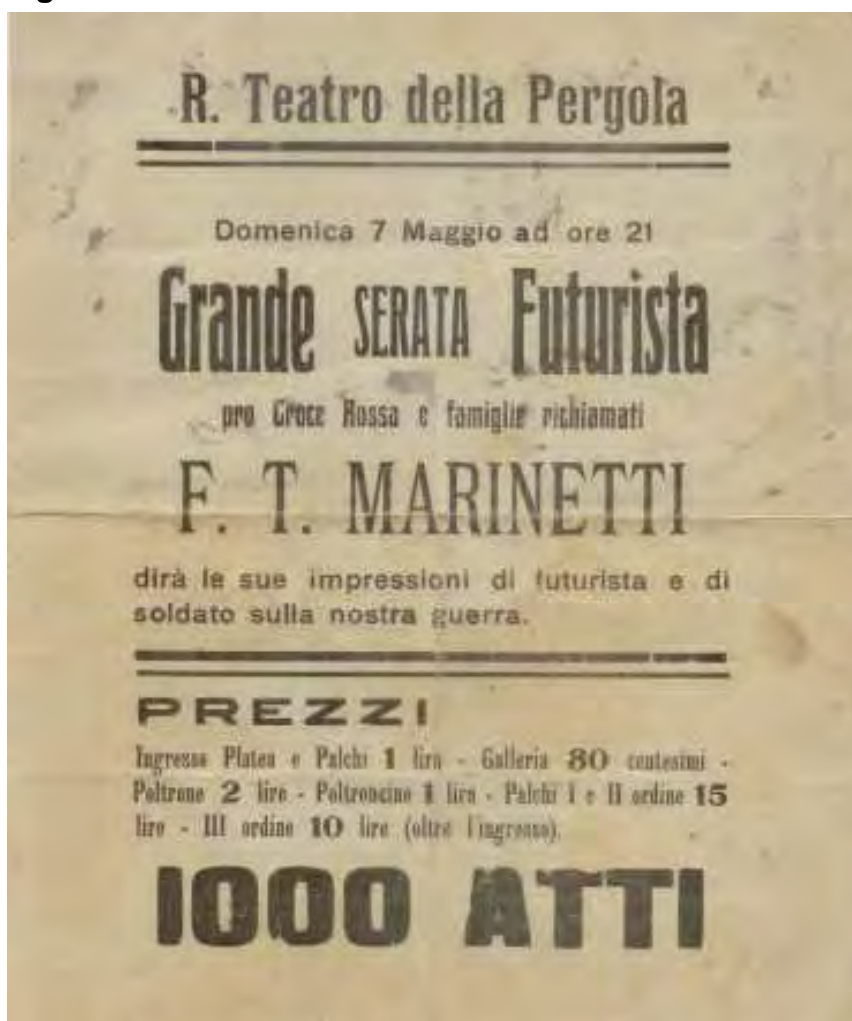 R. Teatro della Pergola
Domenica 7 Maggio ad ore 21
Grande SERATA Futurista
pro Croce Rossa e famiglie richiamati
F. T. MARINETTI
dirà le sue impressioni di futurista e di
soldato sulla nostra guerra.
PREZZI
Ingresso Platea e Palchi 1 lira - Galleria 80 centesimi -
Poltrone 2 lire - Poltroncine 1 lira - Palchi I e II ordine 15
lire - III ordine 10 lire (oltre l'ingresso).
1000 ATTI